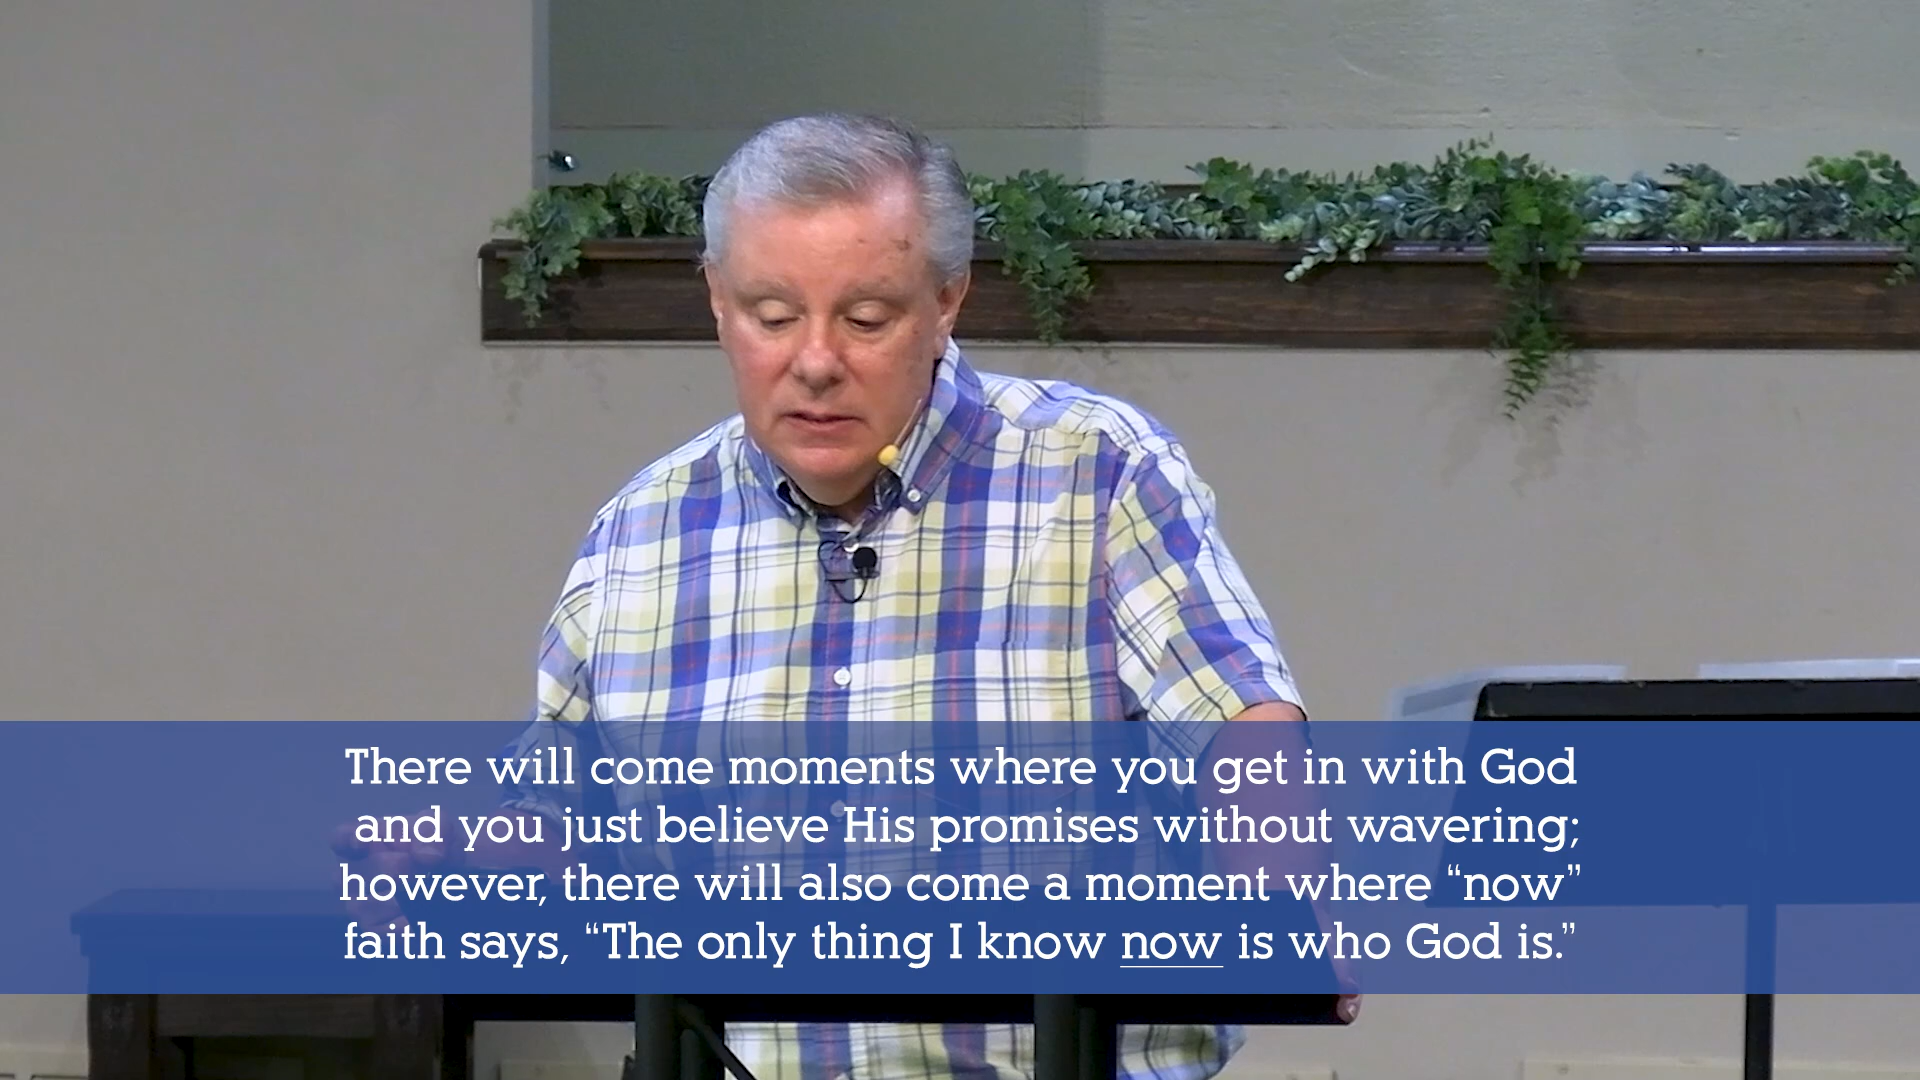 There will come moments where you get in with God
and you just believe His promises without wavering;
however, there will also come a moment where “now”
faith says, “The only thing I know now is who God is.”